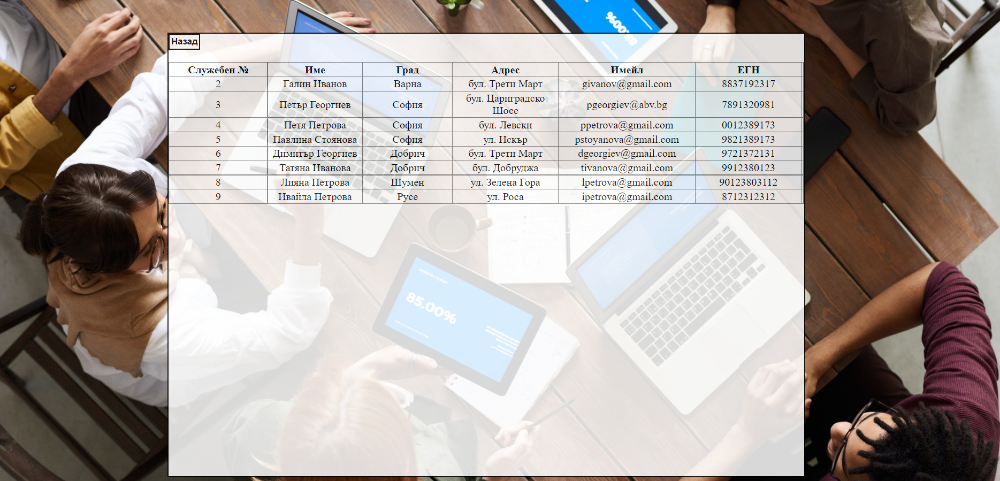 88.00%
Назад
Служебен № Име Град Адрес Имейл ЕГН
2 Галин Иванов Варна бул. Трети Март givanov@gmail.com 8837192317
3 Петър Георгиев София бул. Цариградско Шосе pgeorgiev@abv.bg 7891320981
4 Петя Петрова София бул. Левски ppetrova@gmail.com 0012389173
5 Павлина Стоянова София ул. Искър pstoyanova@gmail.com 9821389173
6 Димитър Георгиев Добрич бул. Трети Март dgeorgiev@gmail.com 9721372131
7 Татяна Иванова Добрич бул. Добруджа tivanova@gmail.com 9912380123
8 Лияна Петрова Шумен ул. Зелена Гора lpetrova@gmail.com 90123803112
9 Ивайла Петрова Русе ул. Роса ipetrova@gmail.com 8712312312
85.00%